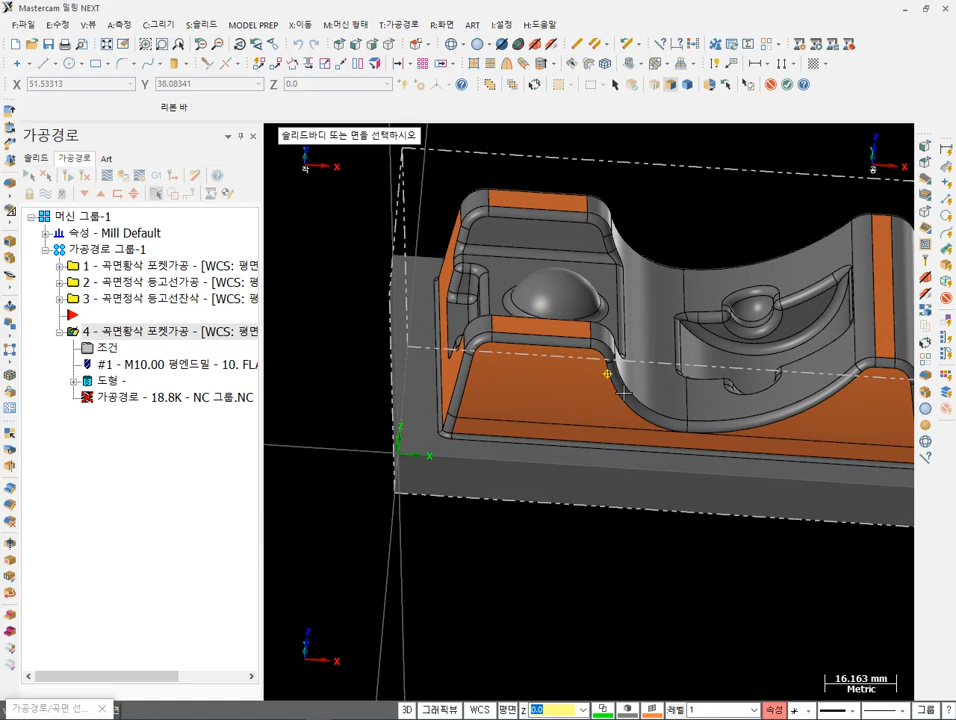 Mastercam 밀링 NEXT
F:파일 E:수정 V:뷰 A:측정 C:그리기 S:솔리드 MODEL PREP X:이동 M:머신 형태 T:가공경로 R:화면 ART I:설정 H:도움말
X 51.53313 Y 38.08341 Z 0.0
리본 바
가공경로
솔리드 가공경로 Art
G1
솔리드바디 또는 면을 선택하시오
머신 그룹-1
속성 - Mill Default
가공경로 그룹-1
1 - 곡면황삭 포켓가공 - [WCS: 평면
2 - 곡면정삭 등고선가공 - [WCS: 평면
3 - 곡면정삭 등고선잔삭 - [WCS: 평면
4 - 곡면황삭 포켓가공 - [WCS: 평면
조건
#1 - M10.00 평엔드밀 - 10. FLA
도형 -
가공경로 - 18.8K - NC 그룹.NC
Z
X
Z
X
Z
X
Z
X
16.163 mm
Metric
가공경로/곡면 선...
3D 그래픽뷰 WCS 평면 Z 0.0 레벨 1 속성 그룹